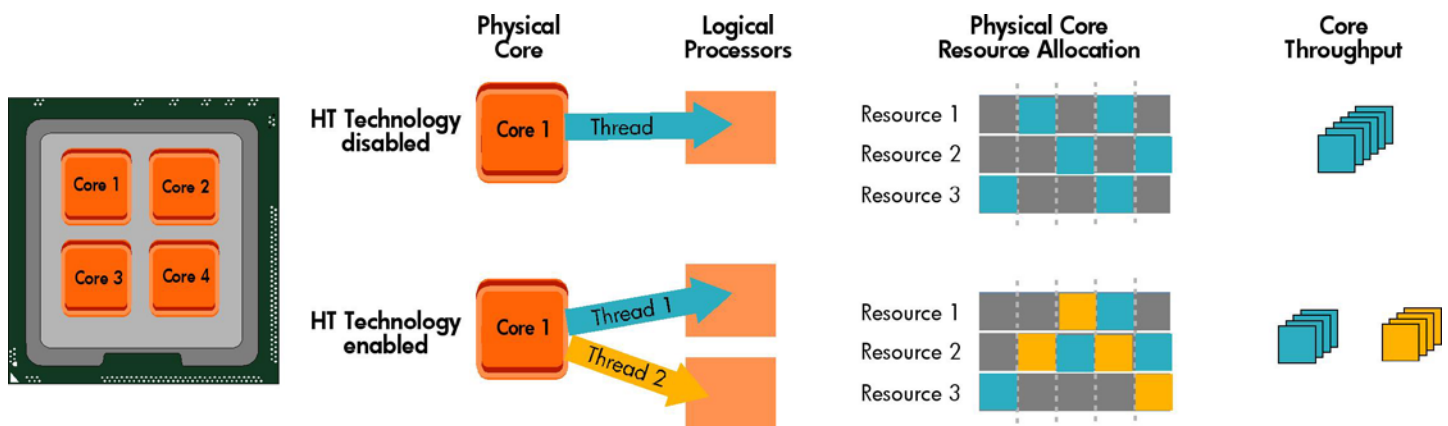 Physical
Core
Logical
Processors
Physical Core
Resource Allocation
Core
Throughput
Core 1
Core 2
Core 3
Core 4
HT Technology
disabled
Core 1
Thread
Resource 1
Resource 2
Resource 3
HT Technology
enabled
Core 1
Thread 1
Thread 2
Resource 1
Resource 2
Resource 3